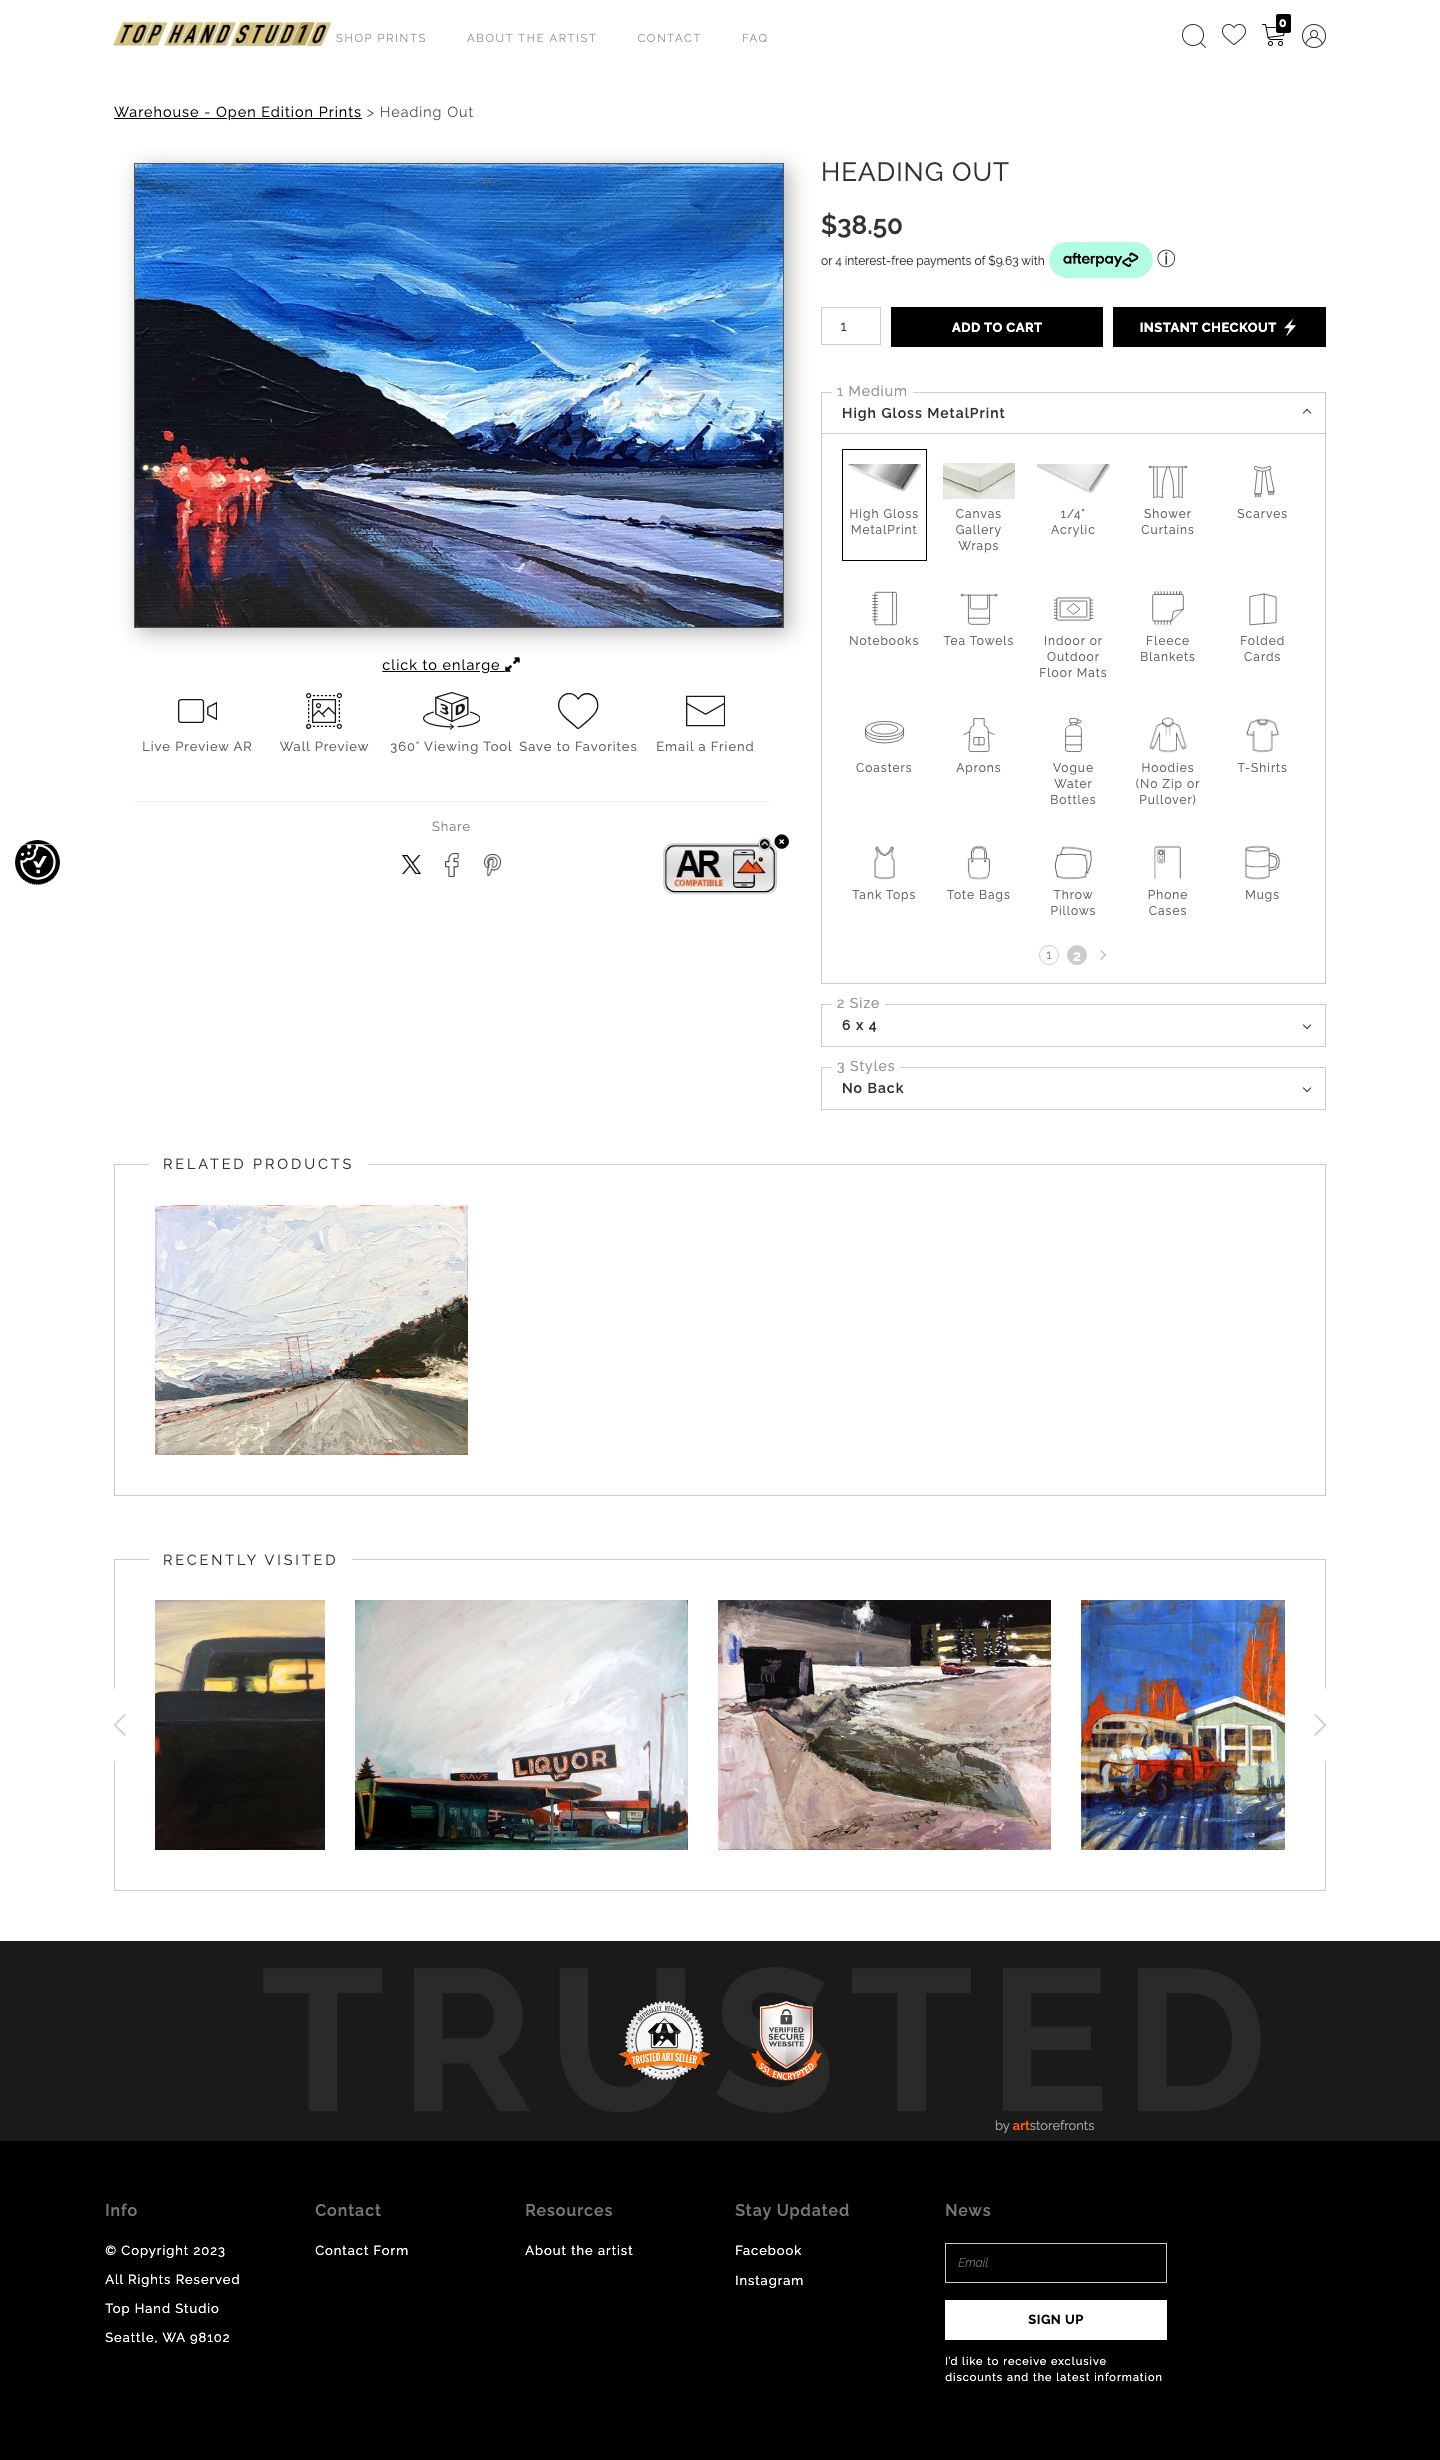 TOP HAND STUD10
SHOP PRINTS
ABOUT THE ARTIST
CONTACT
FAQ
0
Warehouse - Open Edition Prints > Heading Out
HEADING OUT
$38.50
or 4 interest-free payments of $9.63 with afterpay
1
ADD TO CART
INSTANT CHECKOUT
1 Medium
High Gloss MetalPrint
High Gloss
MetalPrint
Canvas
Gallery
Wraps
1/4"
Acrylic
Shower
Curtains
Scarves
Notebooks
Tea Towels
Indoor or
Outdoor
Floor Mats
Fleece
Blankets
Folded
Cards
Coasters
Aprons
Vogue
Water
Bottles
Hoodies
(No Zip or
Pullover)
T-Shirts
Tank Tops
Tote Bags
Throw
Pillows
Phone
Cases
Mugs
1
2
2 Size
6 x 4
3 Styles
No Back
click to enlarge
3D
Live Preview AR
Wall Preview
360° Viewing Tool
Save to Favorites
Email a Friend
Share
AR
COMPATIBLE
RELATED PRODUCTS
RECENTLY VISITED
SAVE
LIQUOR
TRUSTED
OFFICIALLY REGISTERED
TRUSTED ART SELLER
VERIFIED
SECURE
WEBSITE
SSL ENCRYPTED
by artstorefronts
Info
© Copyright 2023
All Rights Reserved
Top Hand Studio
Seattle, WA 98102
Contact
Contact Form
Resources
About the artist
Stay Updated
Facebook
Instagram
News
Email
SIGN UP
I'd like to receive exclusive
discounts and the latest information